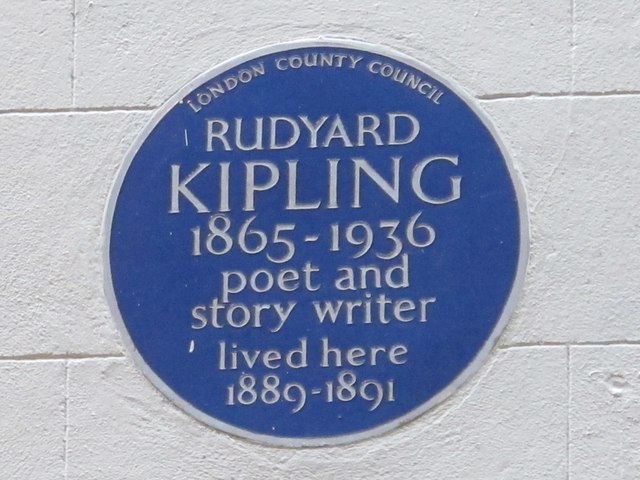 LONDON COUNTY COUNCIL
RUDYARD
KIPLING
1865-1936
poet and
story writer
lived here
1889-1891